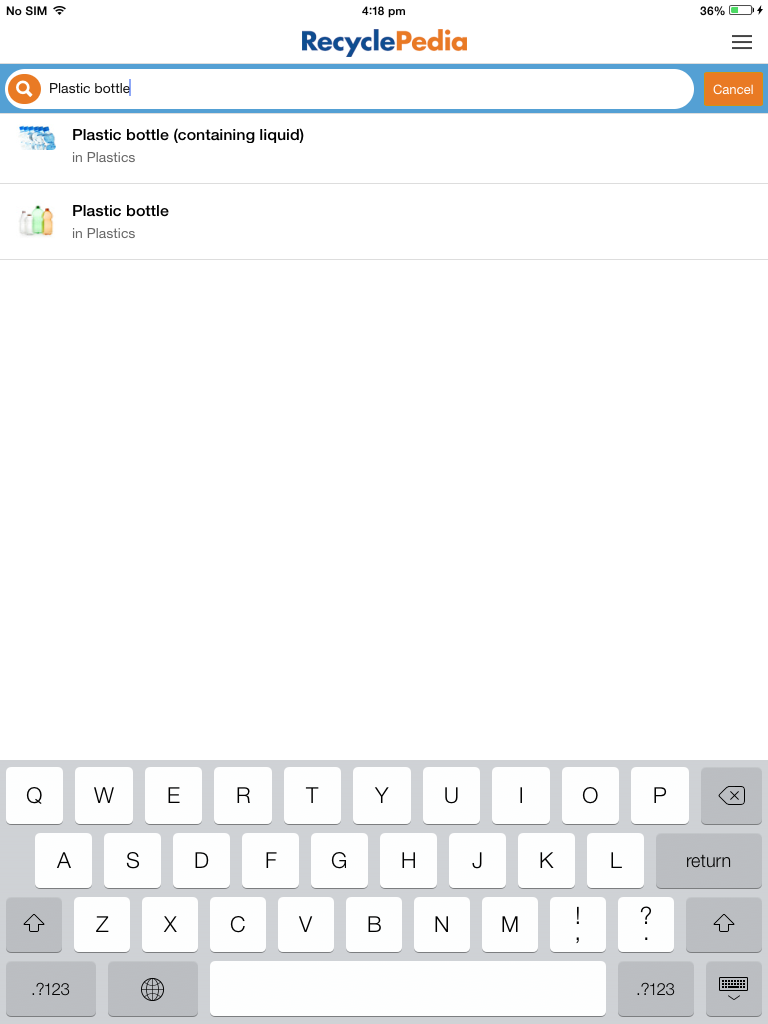 No SIM 4:18 pm 36%
RecyclePedia
Plastic bottle Cancel
Plastic bottle (containing liquid)
in Plastics
Plastic bottle
in Plastics
Q W E R T Y U I O P
A S D F G H J K L return
Z X C V B N M ! , ? .
.?123 .?123